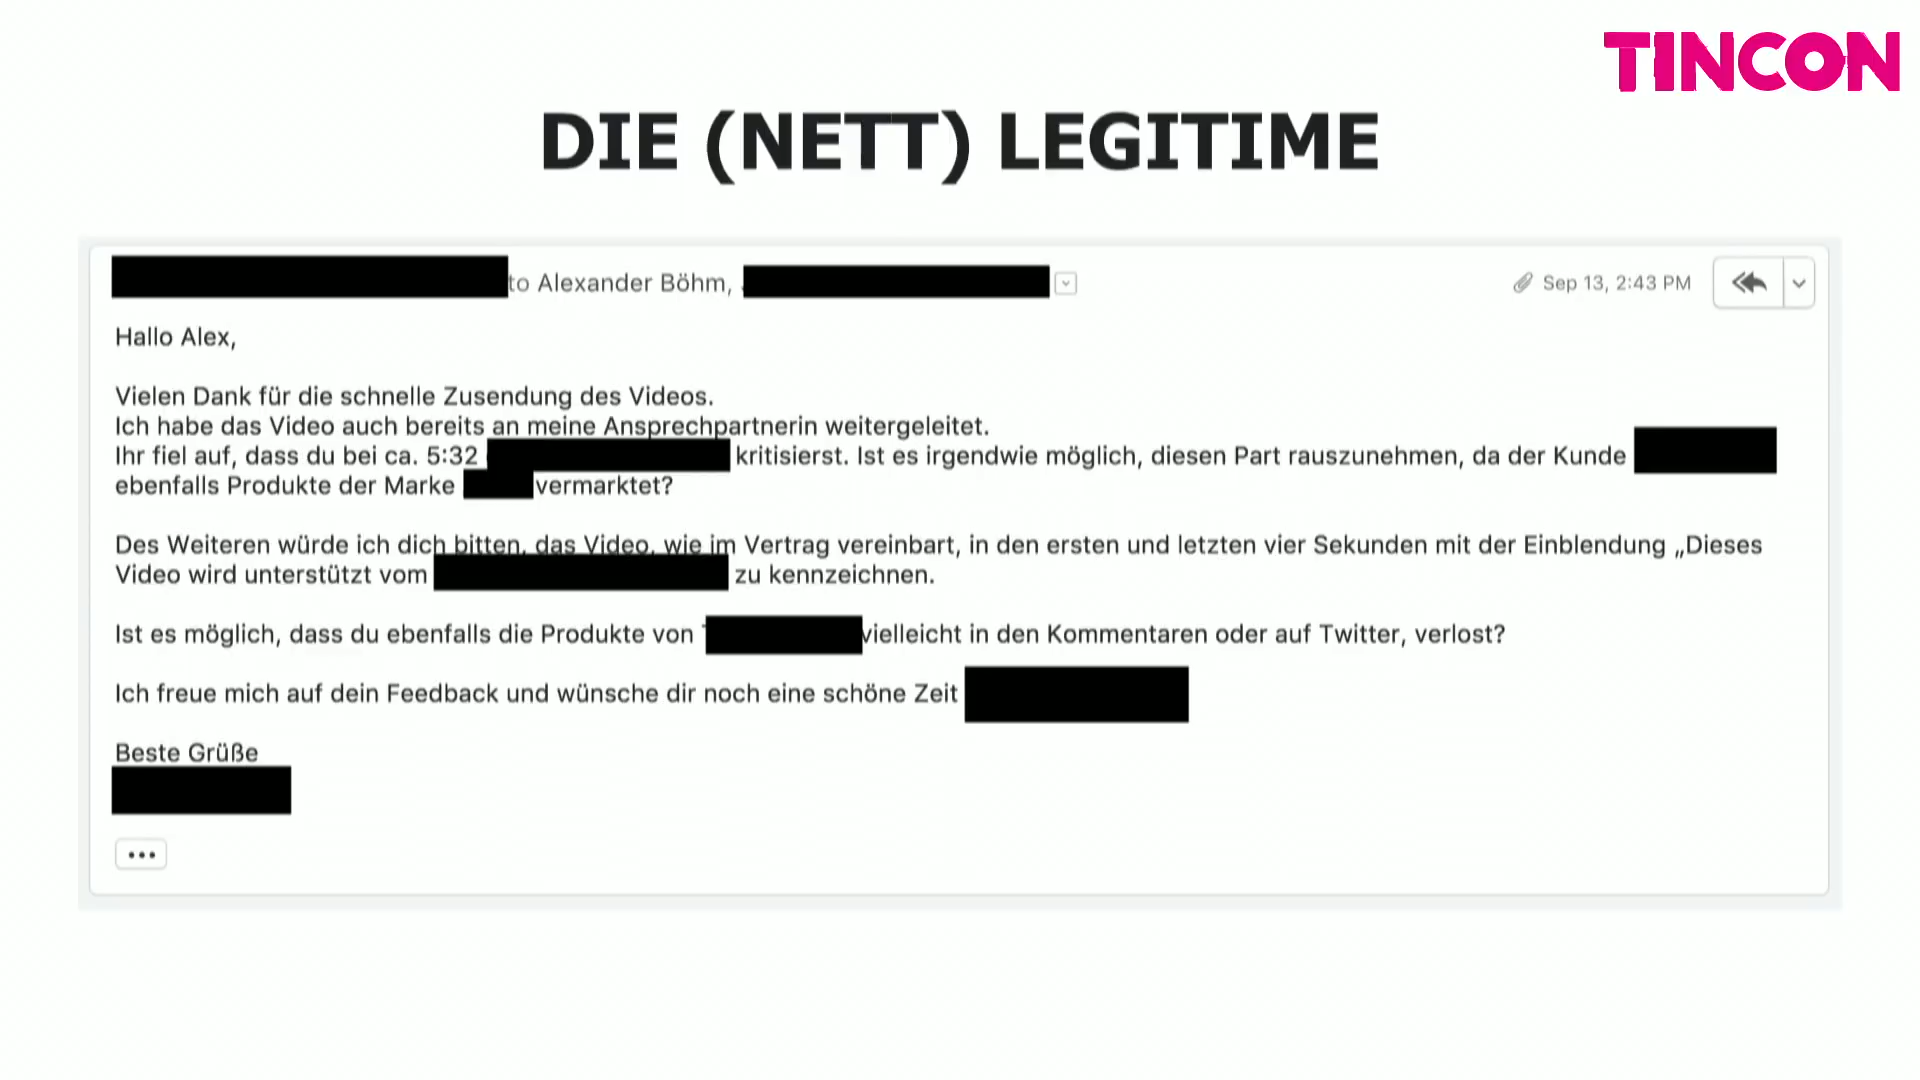 TINCON
DIE (NETT) LEGITIME
to Alexander Böhm,
Sep 13, 2:43 PM
Hallo Alex,
Vielen Dank für die schnelle Zusendung des Videos.
Ich habe das Video auch bereits an meine Ansprechpartnerin weitergeleitet.
Ihr fiel auf, dass du bei ca. 5:32 kritisierst. Ist es irgendwie möglich, diesen Part rauszunehmen, da der Kunde
ebenfalls Produkte der Marke vermarktet?
Des Weiteren würde ich dich bitten, das Video, wie im Vertrag vereinbart, in den ersten und letzten vier Sekunden mit der Einblendung „Dieses
Video wird unterstützt vom zu kennzeichnen.
Ist es möglich, dass du ebenfalls die Produkte von vielleicht in den Kommentaren oder auf Twitter, verlost?
Ich freue mich auf dein Feedback und wünsche dir noch eine schöne Zeit
Beste Grüße